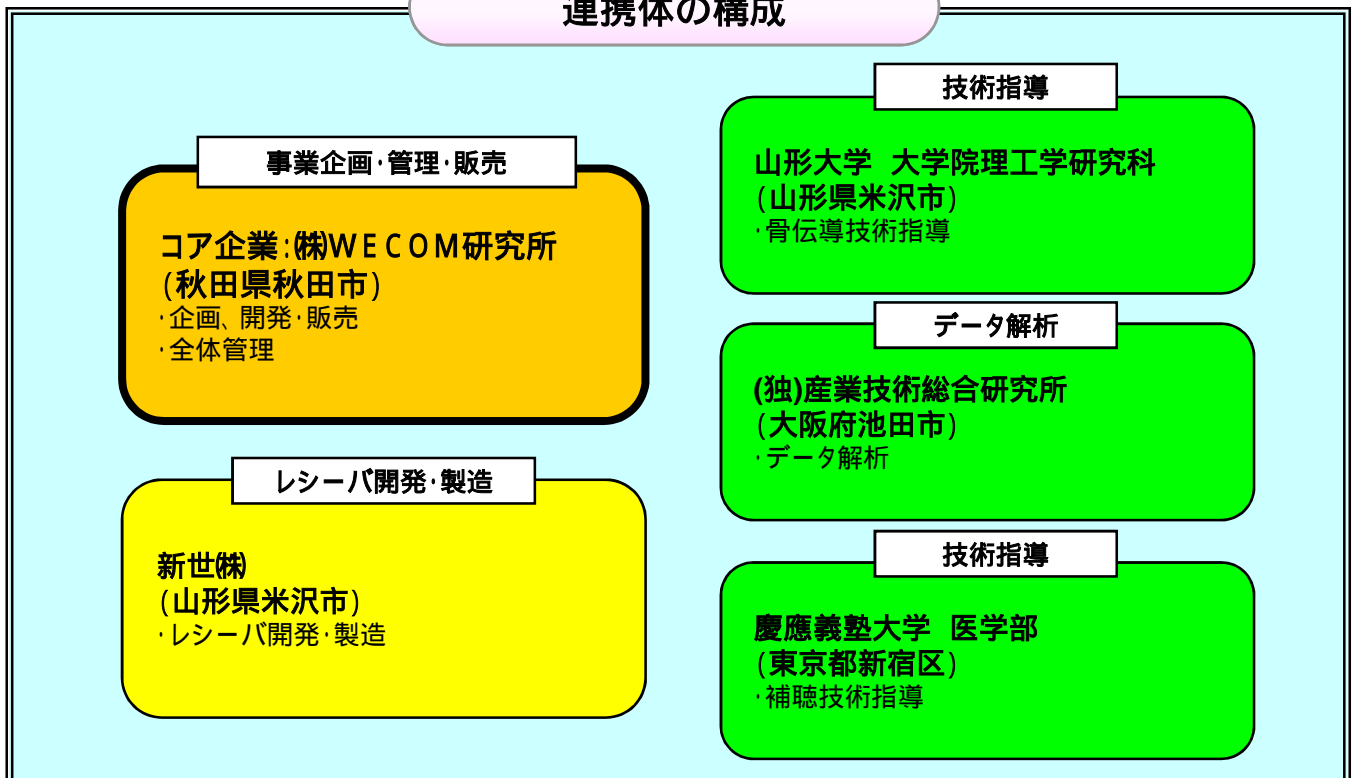 連携体の構成
事業企画・管理・販売
コア企業:㈱WECOM研究所
(秋田県秋田市)
・企画、開発・販売
・全体管理
レシーバ開発・製造
新世㈱
(山形県米沢市)
・レシーバ開発・製造
技術指導
山形大学 大学院理工学研究科
(山形県米沢市)
・骨伝導技術指導
データ解析
(独)産業技術総合研究所
(大阪府池田市)
・データ解析
技術指導
慶應義塾大学 医学部
(東京都新宿区)
・補聴技術指導